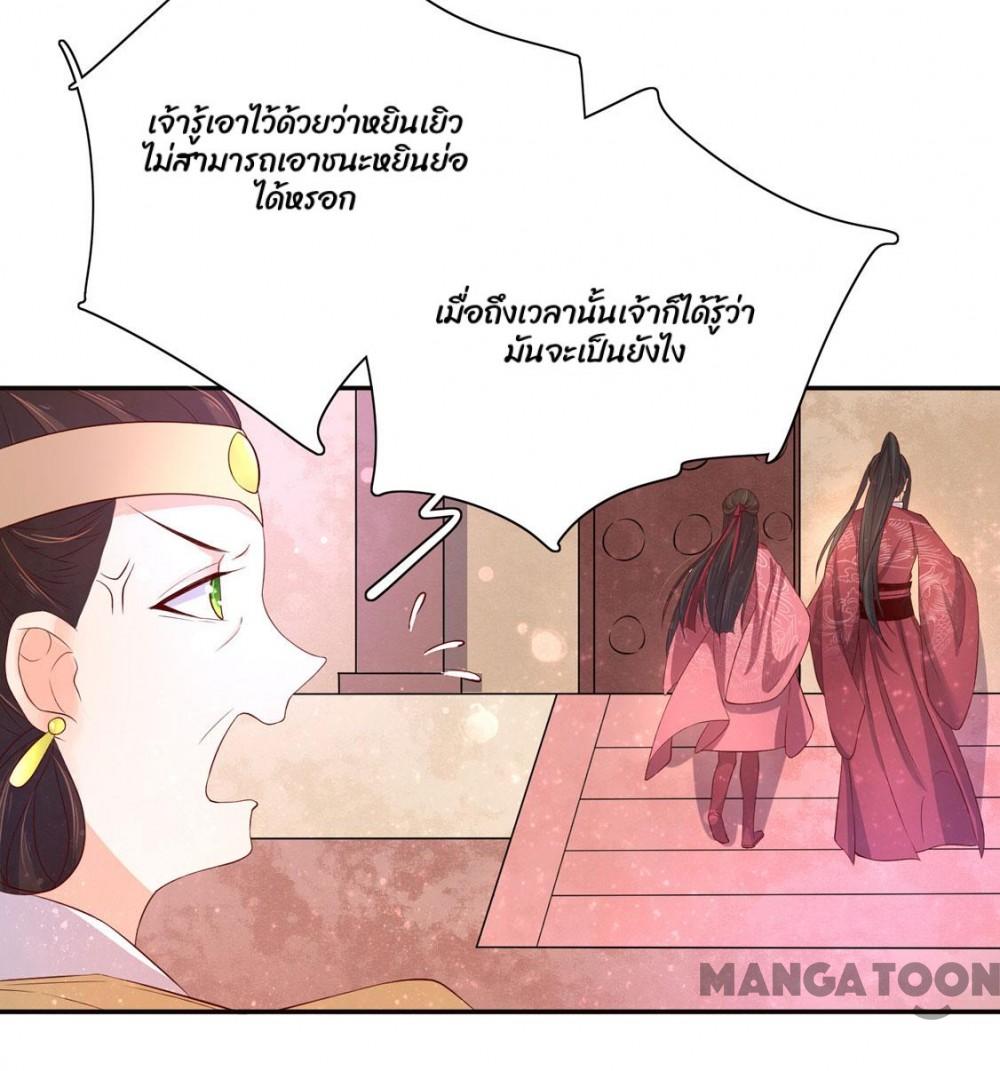 เจ้ารู้เอาไว้ด้วยว่าหยินเยิว
ไม่สามารถเอาชนะหยินย่อ
ได้หรอก
เมื่อถึงเวลานั้นเจ้าก็ได้รู้ว่า
มันจะเป็นยังไง
MANGATOON